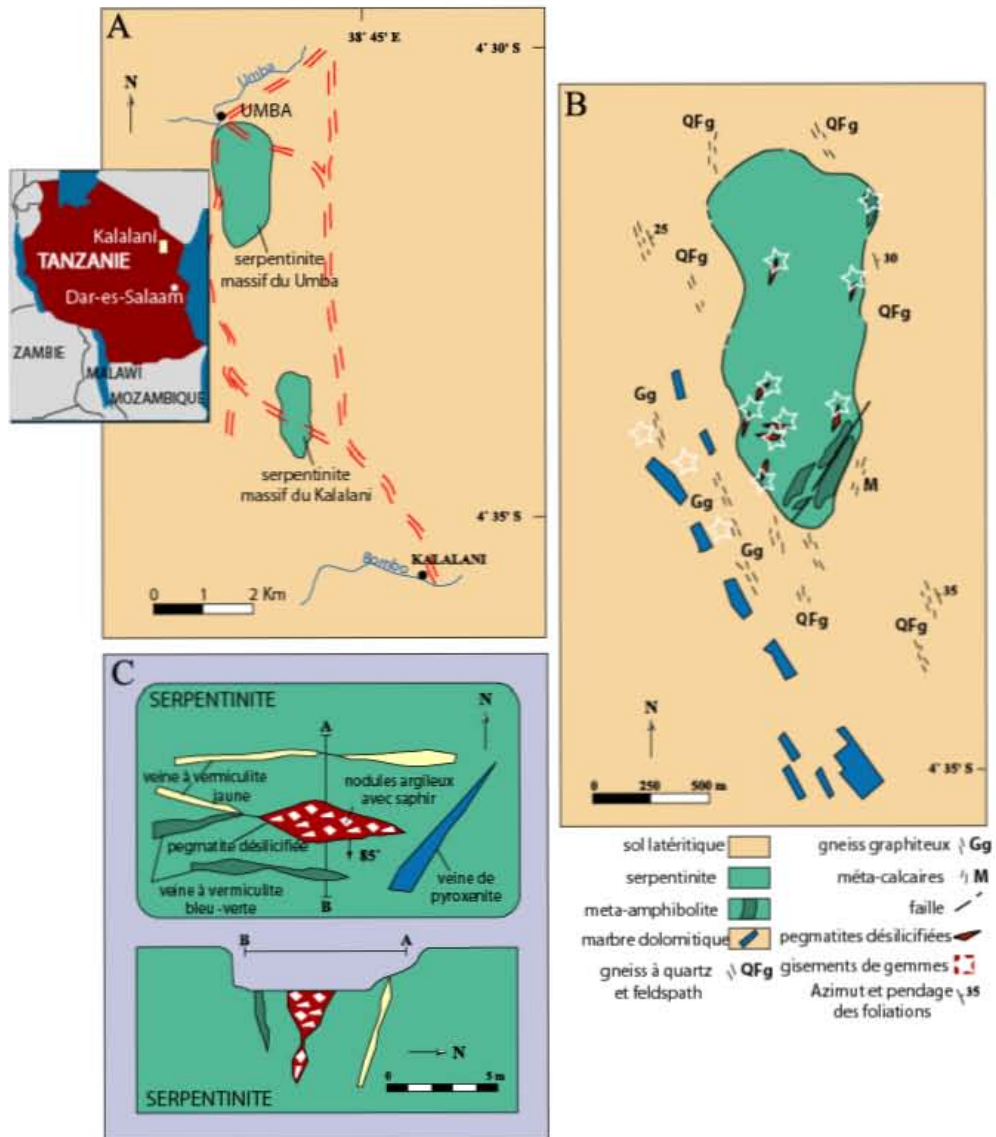 A
38° 45' E
4° 30' S
N
Umba
UMBA
serpentinite
massif du Umba
Kalalani
TANZANIE
Dar-es-Salaam
ZAMBIE
MALAWI
MOZAMBIQUE
serpentinite
massif du Kalalani
4° 35' S
Bombo
KALALANI
0 1 2 Km
B
QFg
QFg
25
QFg
30
QFg
Gg
Gg
M
Gg
QFg
35
QFg
N
0 250 500 m
4° 35' S
C
SERPENTINITE
A
N
veine à vermiculite
jaune
nodules argileux
avec saphir
pegmatite désilicifiée
85°
veine à vermiculite
bleu-verte
B
veine de
pyroxenite
B
A
N
0 5 m
SERPENTINITE
sol latéritique
serpentinite
meta-amphibolite
marbre dolomitique
gneiss à quartz
et feldspath
QFg
gneiss graphiteux
Gg
méta-calcaires
M
faille
pegmatites désilicifiées
gisements de gemmes
Azimut et pendage
des foliations
35